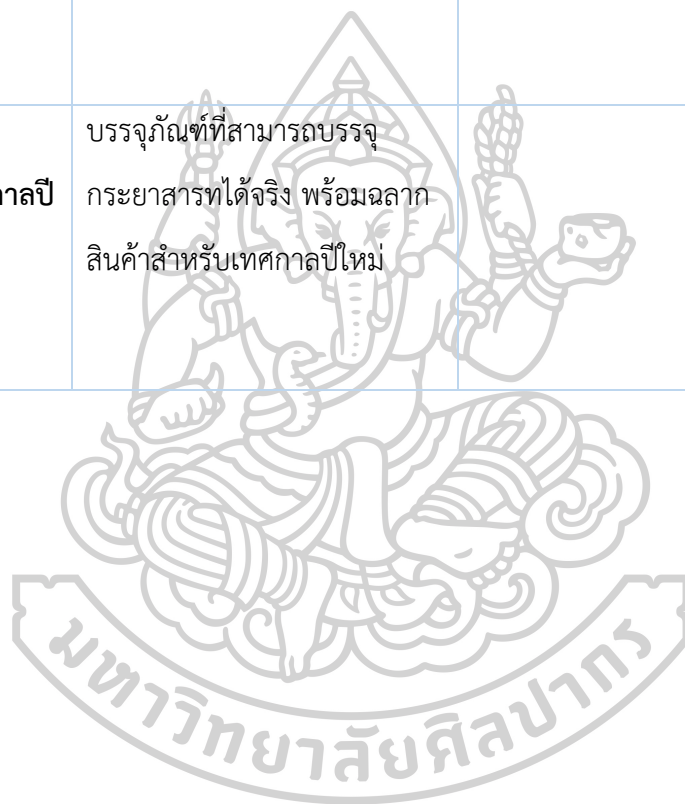 บรรจุภัณฑ์ที่สามารถบรรจุ
กาลปี กระยาสารทได้จริง พร้อมฉลาก
สินค้าสำหรับเทศกาลปีใหม่
มหาวิทยาลัยศิลปากร